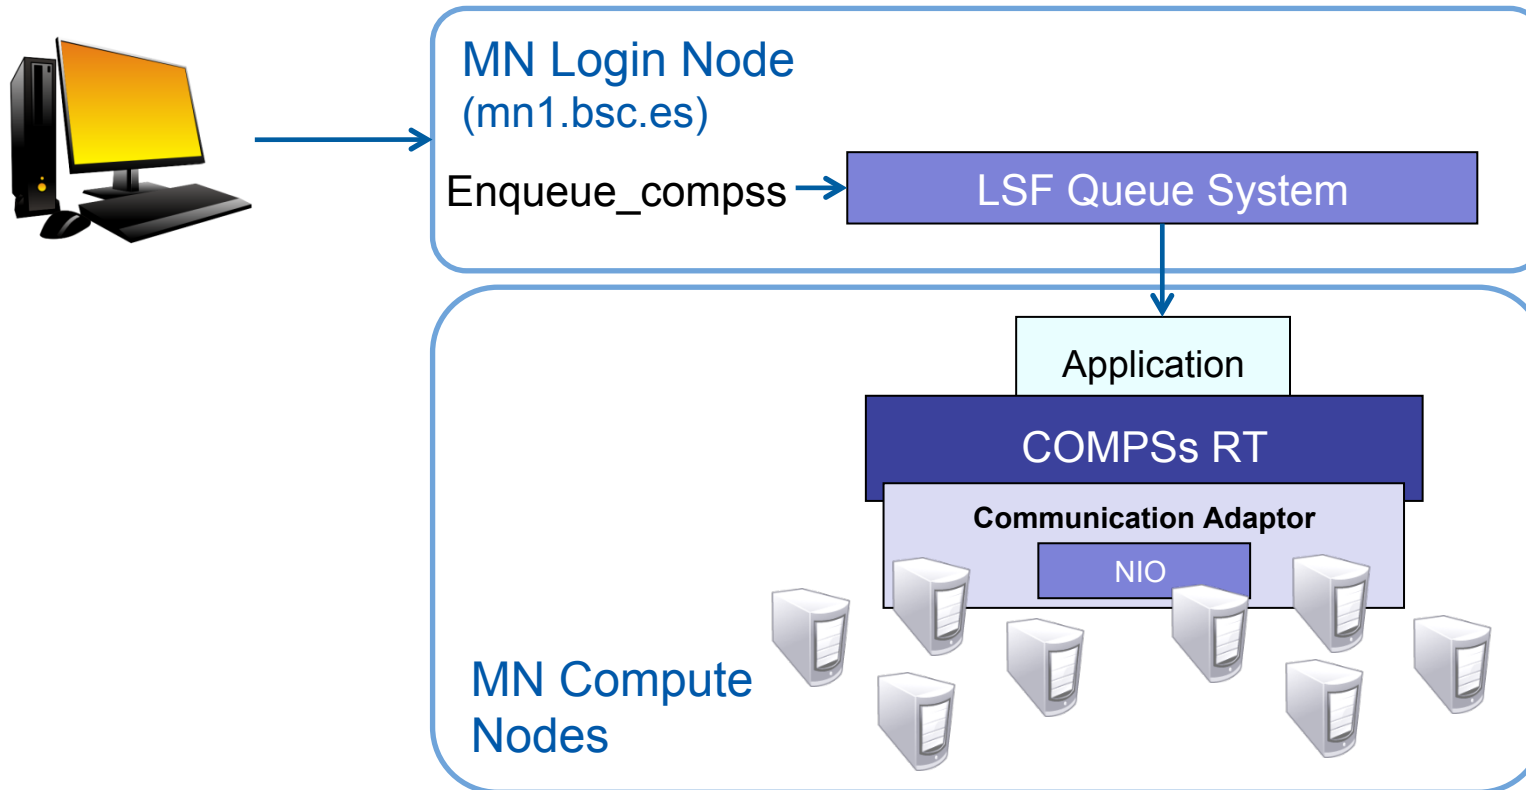 MN Login Node
(mn1.bsc.es)
Enqueue_compss
LSF Queue System
Application
COMPSs RT
Communication Adaptor
NIO
MN Compute
Nodes